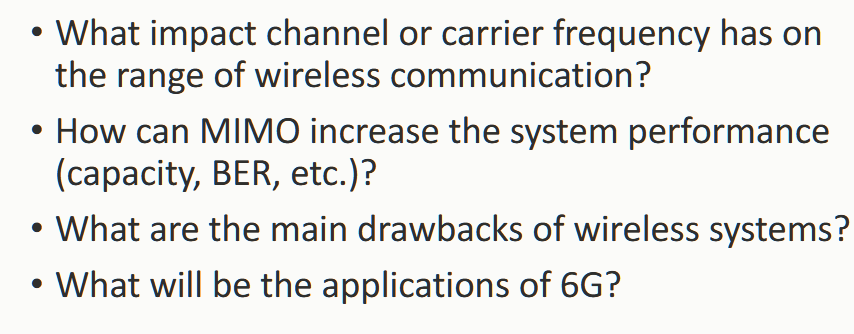 • What impact channel or carrier frequency has on
the range of wireless communication?
• How can MIMO increase the system performance
(capacity, BER, etc.)?
• What are the main drawbacks of wireless systems?
• What will be the applications of 6G?